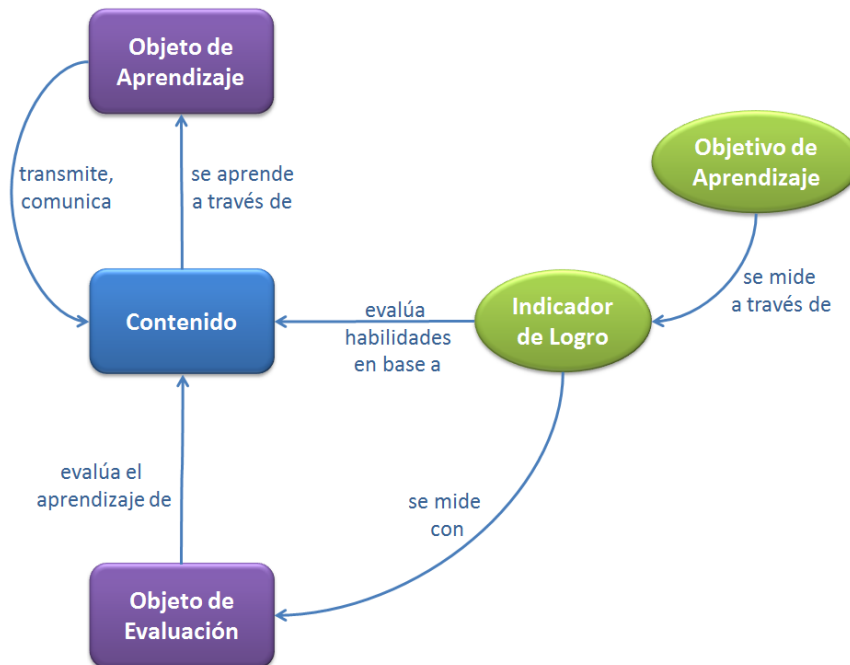 Objeto de
Aprendizaje
Objetivo de
Aprendizaje
transmite,
comunica
se aprende
a través de
se mide
a través de
Contenido
evalúa
habilidades
en base a
Indicador
de Logro
evalúa el
aprendizaje de
se mide
con
Objeto de
Evaluación